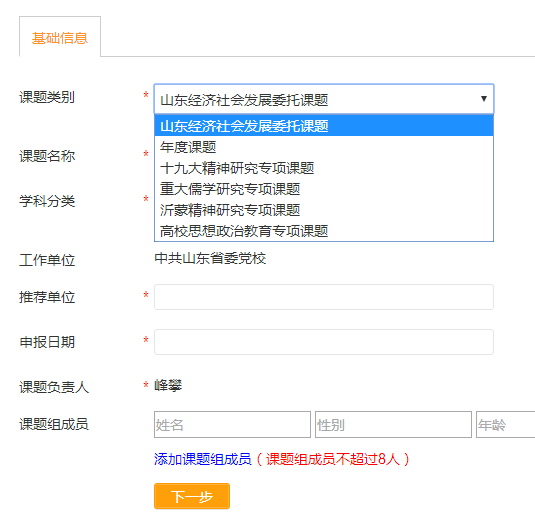 基础信息
课题类别 * 山东经济社会发展委托课题
山东经济社会发展委托课题
年度课题
课题名称 *
十九大精神研究专项课题
重大儒学研究专项课题
学科分类 *
沂蒙精神研究专项课题
高校思想政治教育专项课题
工作单位 中共山东省委党校
推荐单位 *
申报日期 *
课题负责人 * 峰攀
课题组成员 姓名 性别 年龄
添加课题组成员（课题组成员不超过8人）
下一步